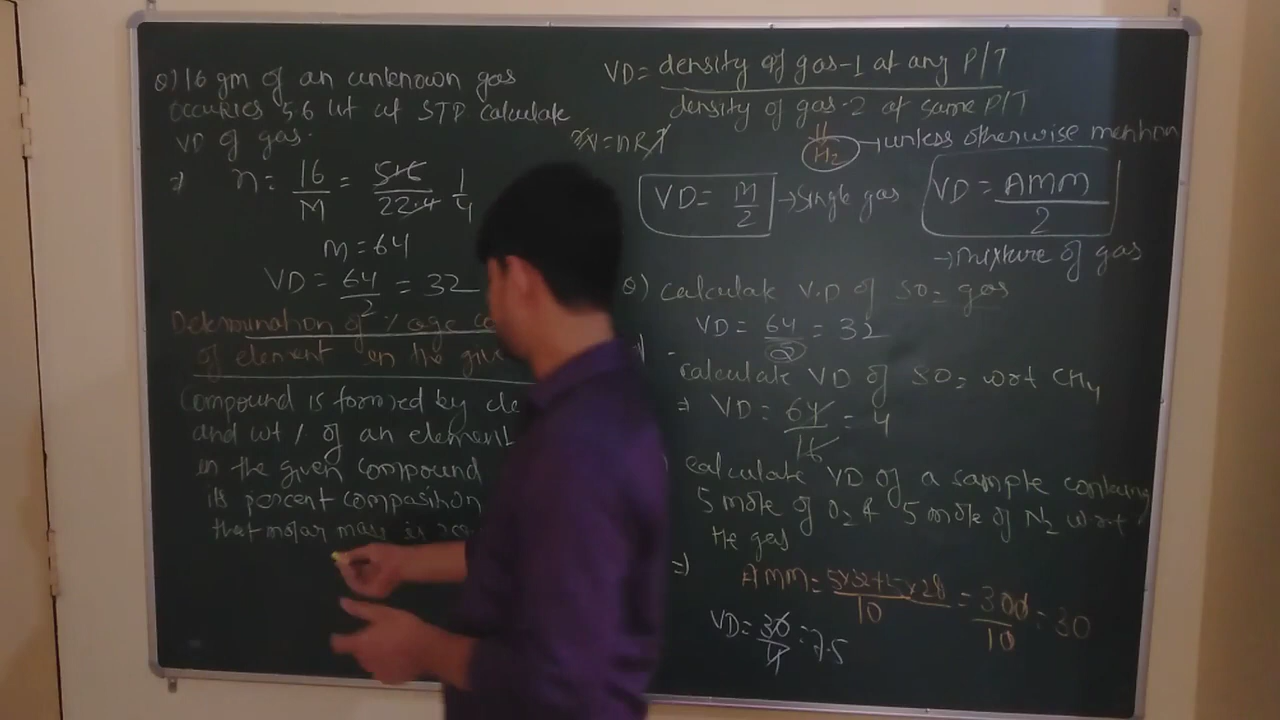 Q) 16 gm of an unknown gas
occupies 5.6 lit at STP calculate
VD of gas.
⇒ n = 16/M = 5.6/22.4 1/4
M = 64
VD = 64/2 = 32
Determination of % age
of element in the
Compound is formed by
and wt % of an element
in the given compound
its percent composition
that molar mass is
VD = density of gas-1 at any P/T
density of gas-2 at same P/T
PV = nRT
H2 → unless otherwise mention
VD = M/2 → single gas
VD = AMM/2
→ mixture of gas
Q) calculate V.D of SO2 gas
VD = 64/2 = 32
calculate VD of SO2 wrt CH4
⇒ VD = 64/16 = 4
calculate VD of a sample containing
5 mole of O2 & 5 mole of N2 wrt
He gas
⇒ AMM = 5x32+5x28/10 = 300/10 = 30
VD = 30/4 = 7.5